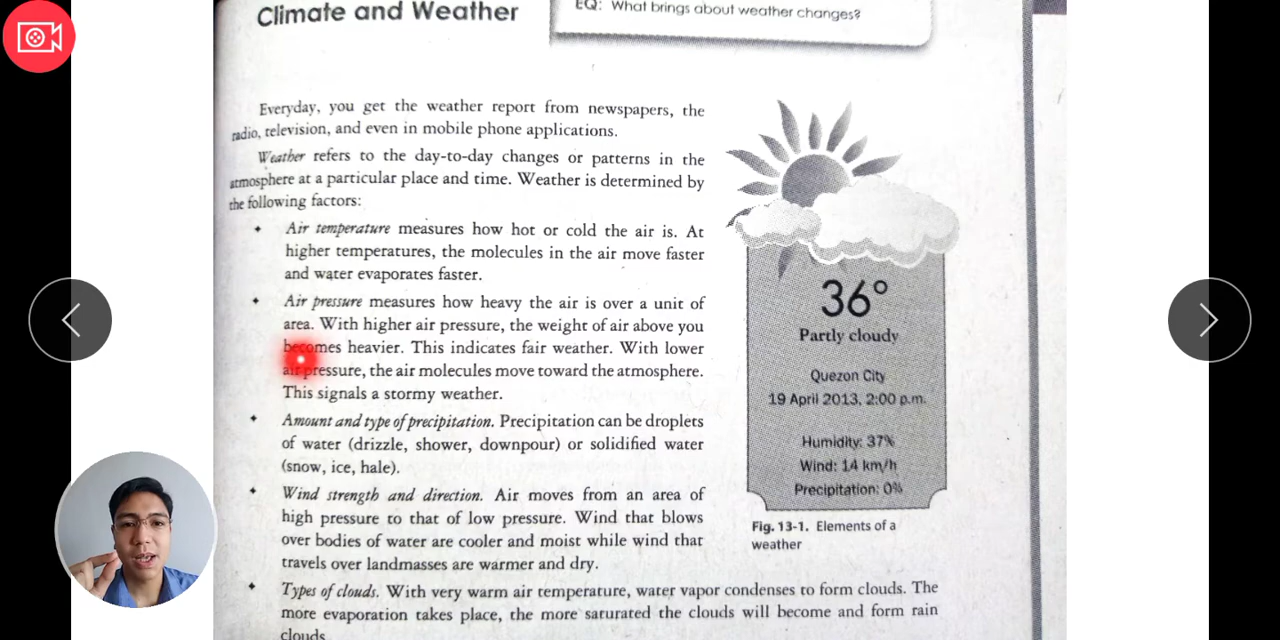 Climate and Weather
EQ: What brings about weather changes?
Everyday, you get the weather report from newspapers, the
radio, television, and even in mobile phone applications.
Weather refers to the day-to-day changes or patterns in the
atmosphere at a particular place and time. Weather is determined by
the following factors:
Air temperature measures how hot or cold the air is. At
higher temperatures, the molecules in the air move faster
and water evaporates faster.
Air pressure measures how heavy the air is over a unit of
area. With higher air pressure, the weight of air above you
becomes heavier. This indicates fair weather. With lower
air pressure, the air molecules move toward the atmosphere.
This signals a stormy weather.
Amount and type of precipitation. Precipitation can be droplets
of water (drizzle, shower, downpour) or solidified water
(snow, ice, hale).
Wind strength and direction. Air moves from an area of
high pressure to that of low pressure. Wind that blows
over bodies of water are cooler and moist while wind that
travels over landmasses are warmer and dry.
Types of clouds. With very warm air temperature, water vapor condenses to form clouds. The
more evaporation takes place, the more saturated the clouds will become and form rain
clouds.
36°
Partly cloudy
Quezon City
19 April 2013, 2:00 p.m.
Humidity: 37%
Wind: 14 km/h
Precipitation: 0%
Fig. 13-1. Elements of a
weather